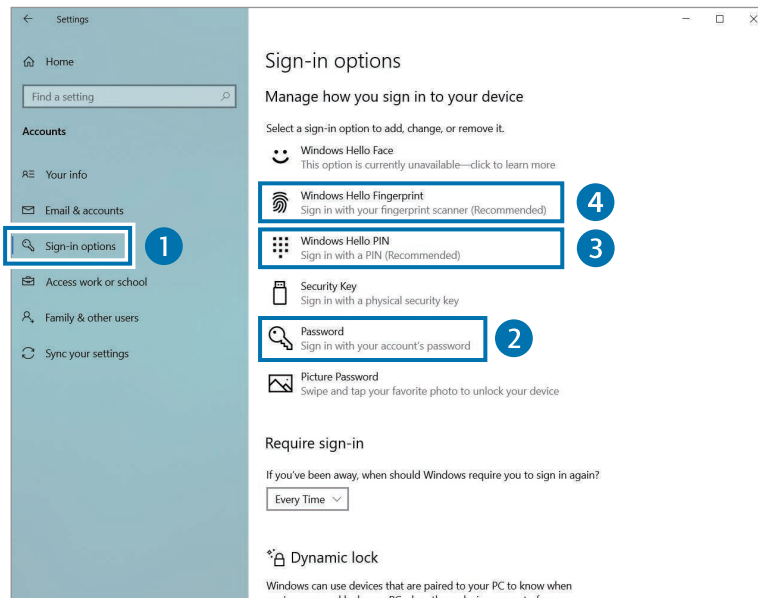 Settings
Home
Find a setting
Accounts
Your info
Email & accounts
Sign-in options
1
Access work or school
Family & other users
Sync your settings
Sign-in options
Manage how you sign in to your device
Select a sign-in option to add, change, or remove it.
Windows Hello Face
This option is currently unavailable—click to learn more
Windows Hello Fingerprint
Sign in with your fingerprint scanner (Recommended)
4
Windows Hello PIN
Sign in with a PIN (Recommended)
3
Security Key
Sign in with a physical security key
Password
Sign in with your account's password
2
Picture Password
Swipe and tap your favorite photo to unlock your device
Require sign-in
If you've been away, when should Windows require you to sign in again?
Every Time
Dynamic lock
Windows can use devices that are paired to your PC to know when